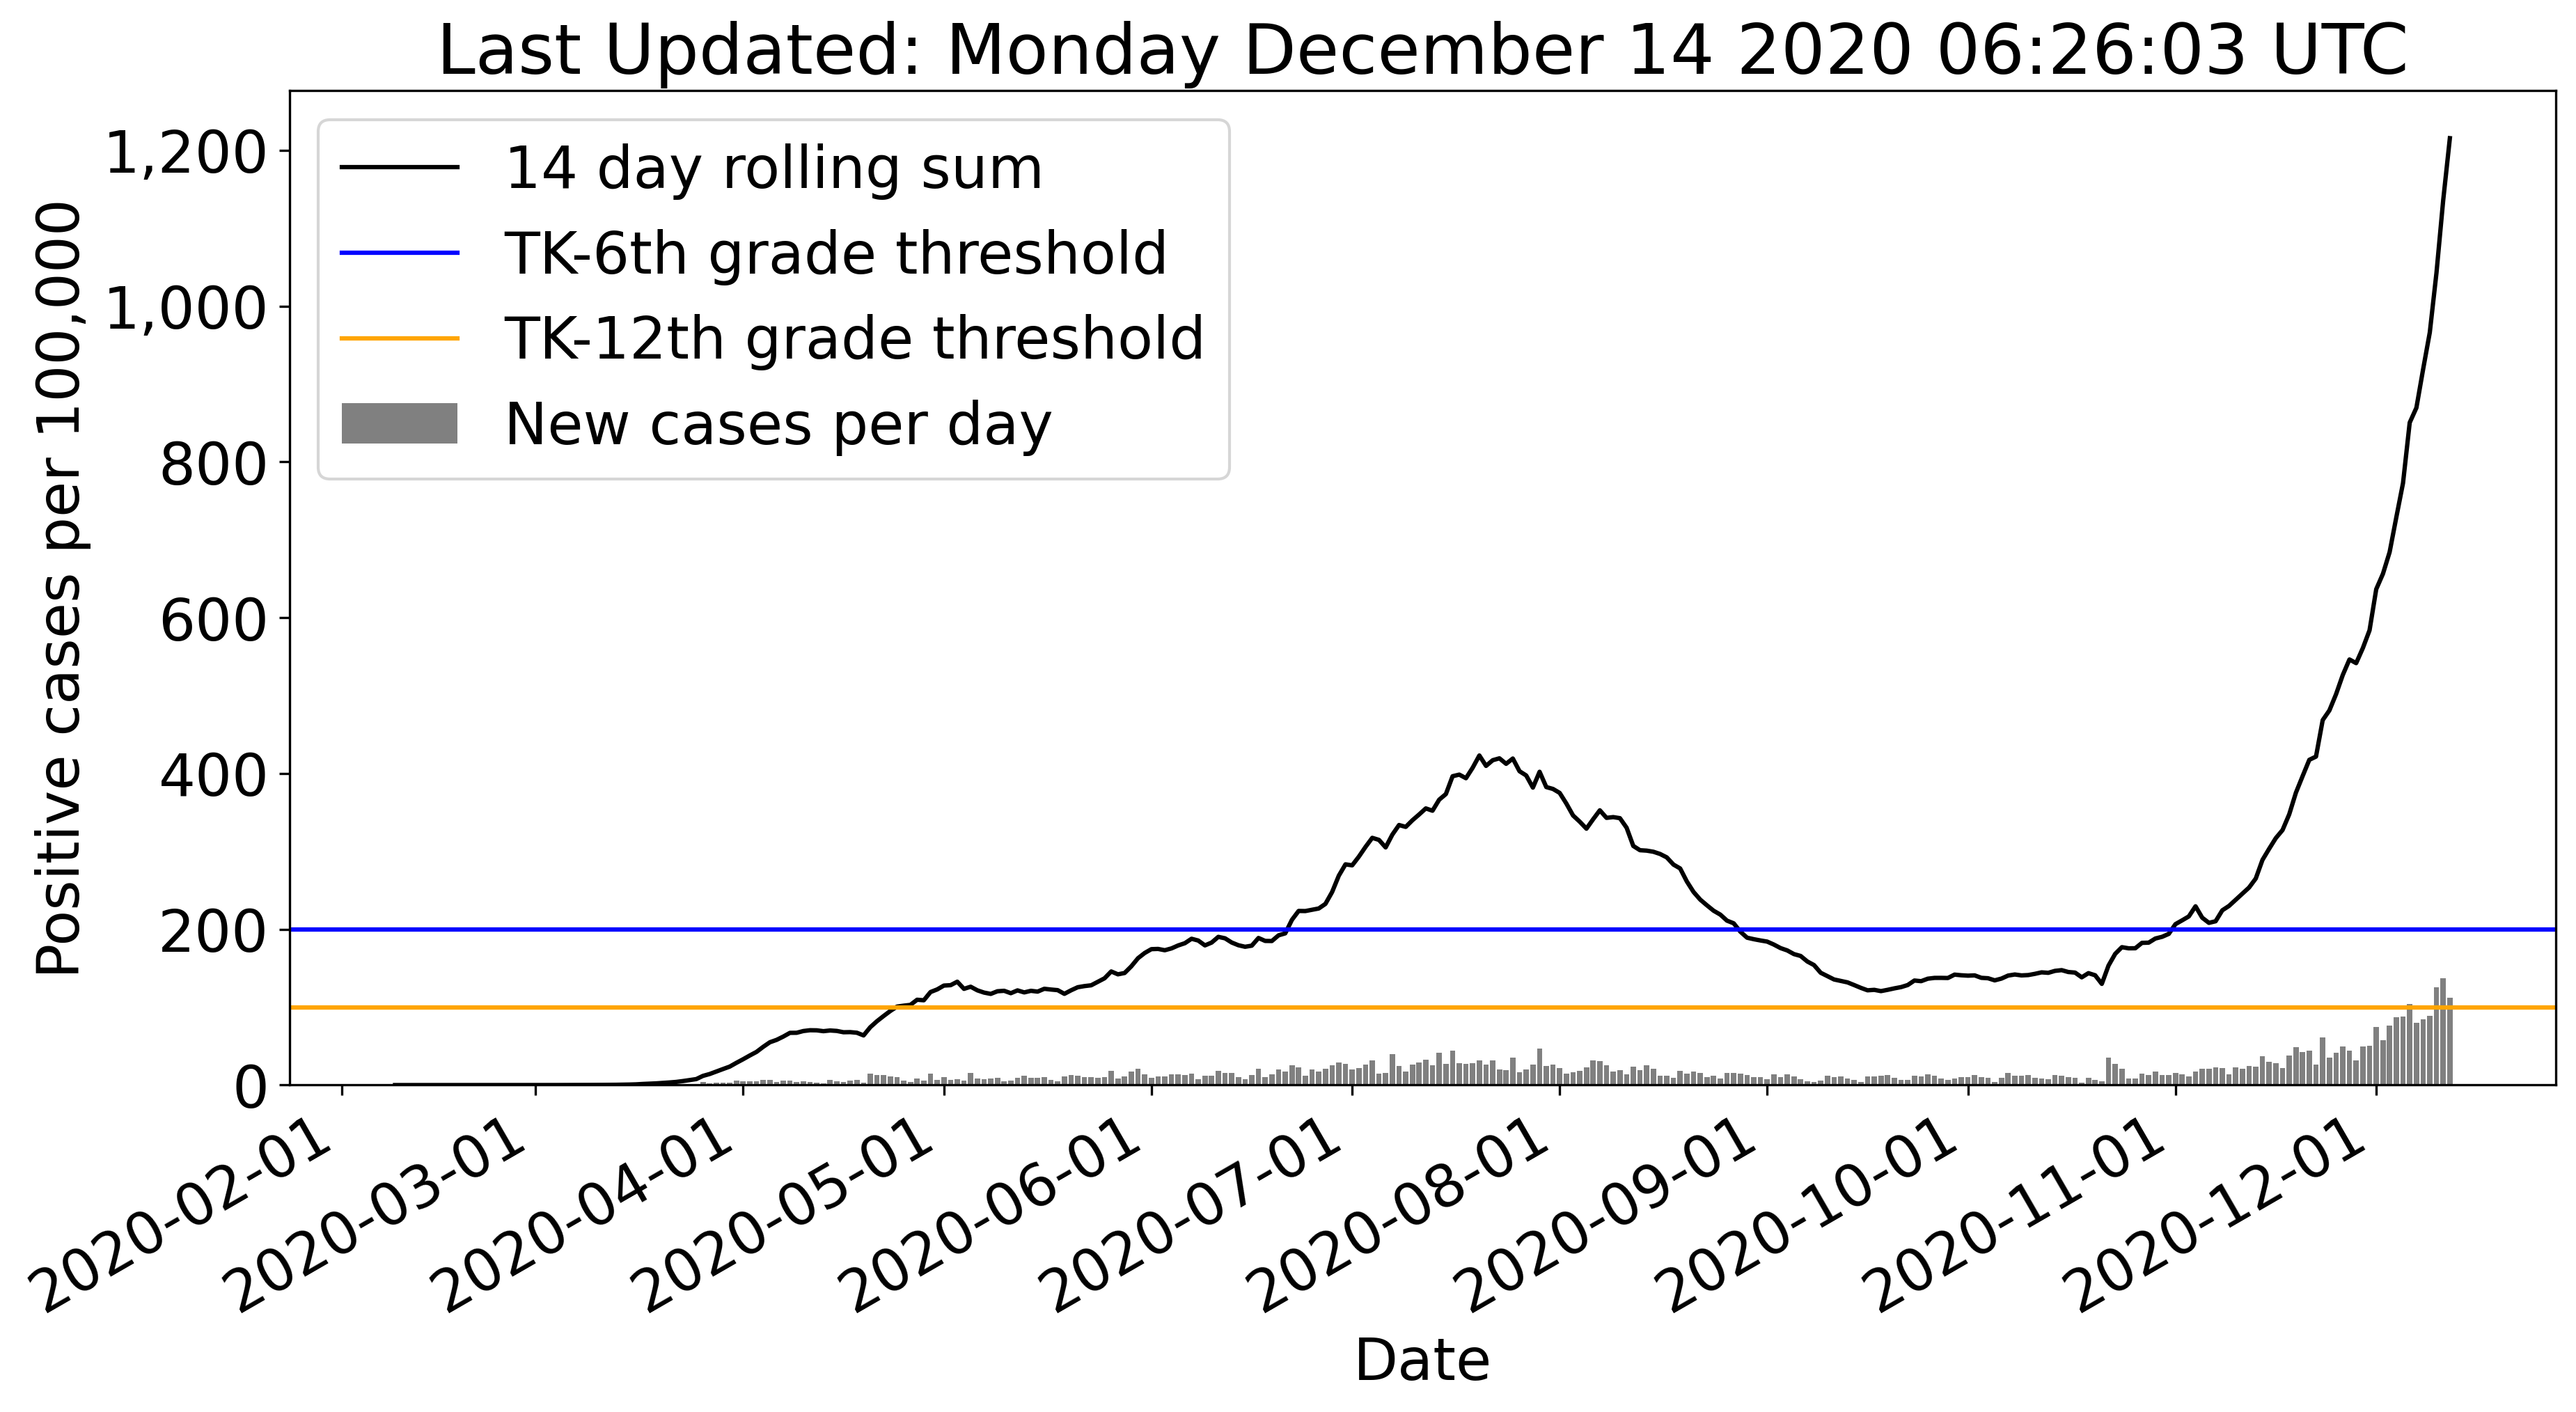 Last Updated: Monday December 14 2020 06:26:03 UTC
Positive cases per 100,000
1,200
1,000
800
600
400
200
0
14 day rolling sum
TK-6th grade threshold
TK-12th grade threshold
New cases per day
2020-02-01
2020-03-01
2020-04-01
2020-05-01
2020-06-01
2020-07-01
2020-08-01
2020-09-01
2020-10-01
2020-11-01
2020-12-01
Date